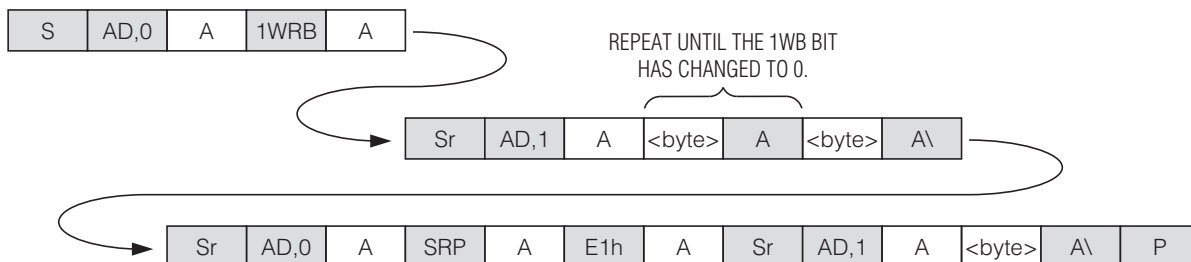 S AD,0 A 1WRB A
REPEAT UNTIL THE 1WB BIT
HAS CHANGED TO 0.
Sr AD,1 A <byte> A <byte> A\
Sr AD,0 A SRP A E1h A Sr AD,1 A <byte> A\ P